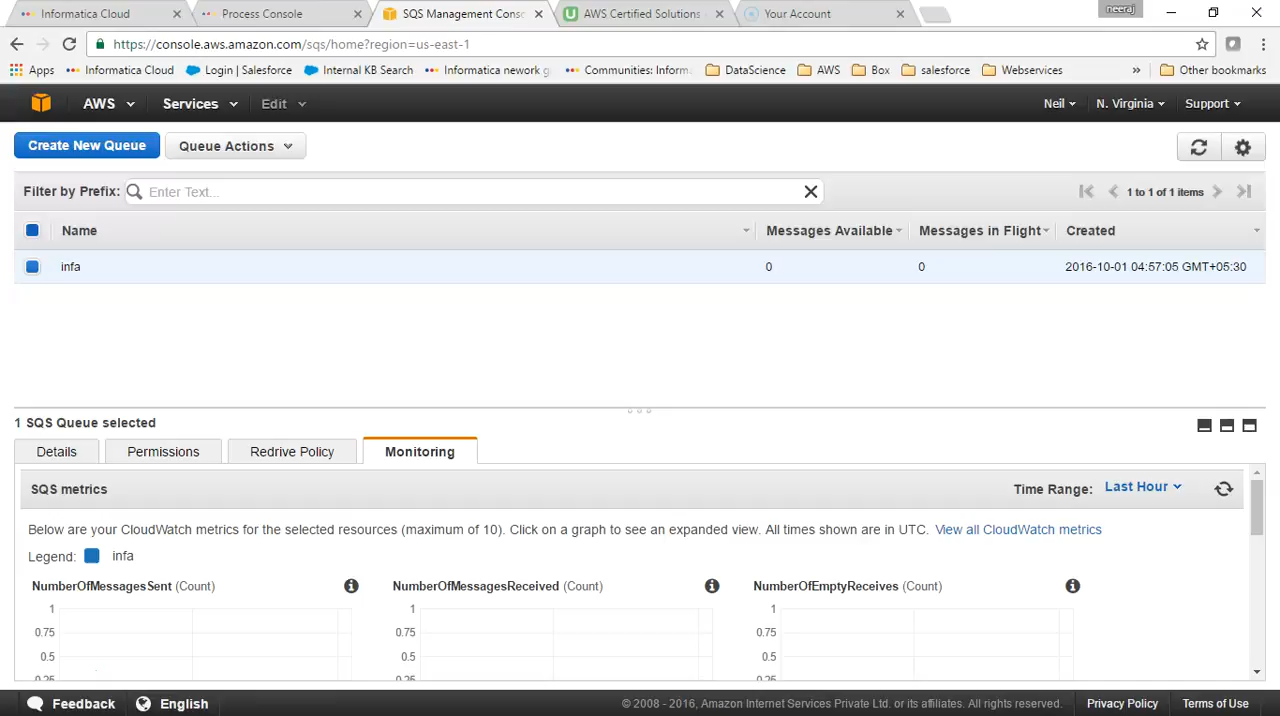 Informatica Cloud
Process Console
SQS Management Conso
AWS Certified Solutions
Your Account
neeraj
https://console.aws.amazon.com/sqs/home?region=us-east-1
Apps
Informatica Cloud
Login | Salesforce
Internal KB Search
Informatica nework g
Communities: Inform
DataScience
AWS
Box
salesforce
Webservices
»
Other bookmarks
AWS
Services
Edit
Neil
N. Virginia
Support
Create New Queue
Queue Actions
Filter by Prefix:
Enter Text...
1 to 1 of 1 items
Name
Messages Available
Messages in Flight
Created
infa
0
0
2016-10-01 04:57:05 GMT+05:30
1 SQS Queue selected
Details
Permissions
Redrive Policy
Monitoring
SQS metrics
Time Range:
Last Hour
Below are your CloudWatch metrics for the selected resources (maximum of 10). Click on a graph to see an expanded view. All times shown are in UTC. View all CloudWatch metrics
Legend:
infa
NumberOfMessagesSent (Count)
NumberOfMessagesReceived (Count)
NumberOfEmptyReceives (Count)
1
1
1
0.75
0.75
0.75
0.5
0.5
0.5
0.25
0.25
0.25
Feedback
English
© 2008 - 2016, Amazon Internet Services Private Ltd. or its affiliates. All rights reserved.
Privacy Policy
Terms of Use